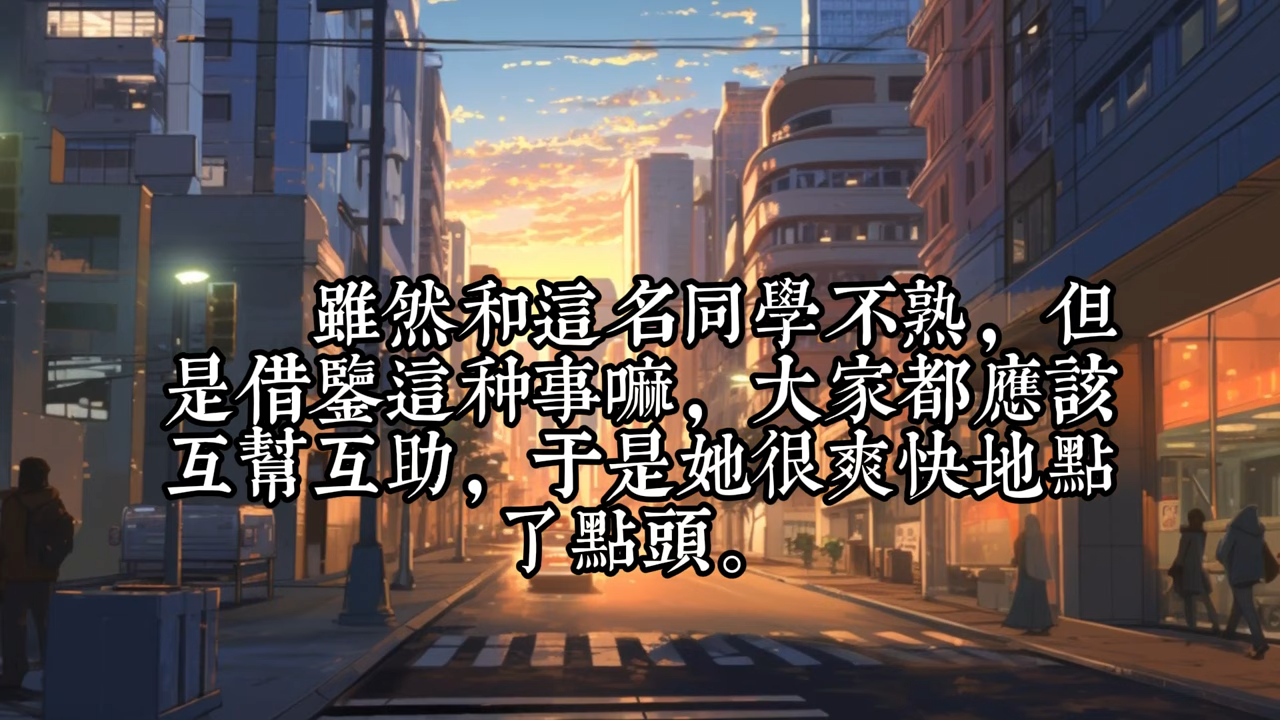 雖然和這名同學不熟，但
是借鑒這种事嘛，大家都應該
互幫互助，于是她很爽快地點
了點頭。